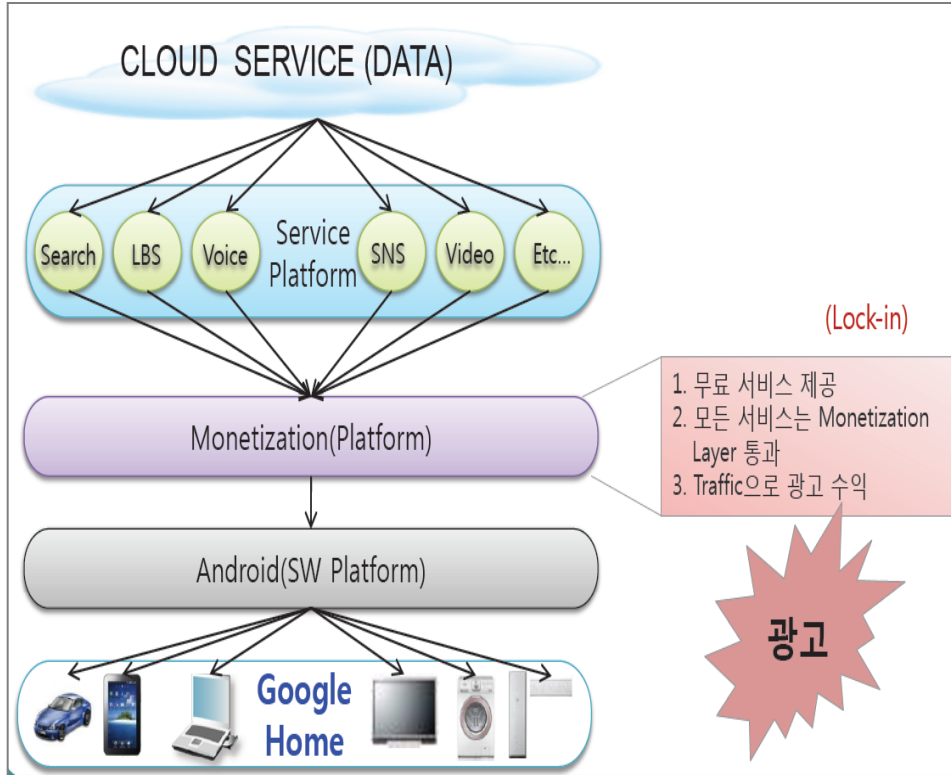 CLOUD SERVICE (DATA)
Search
LBS
Voice
Service
Platform
SNS
Video
Etc...
(Lock-in)
1. 무료 서비스 제공
2. 모든 서비스는 Monetization
Layer 통과
3. Traffic으로 광고 수익
Monetization(Platform)
Android(SW Platform)
광고
Google
Home